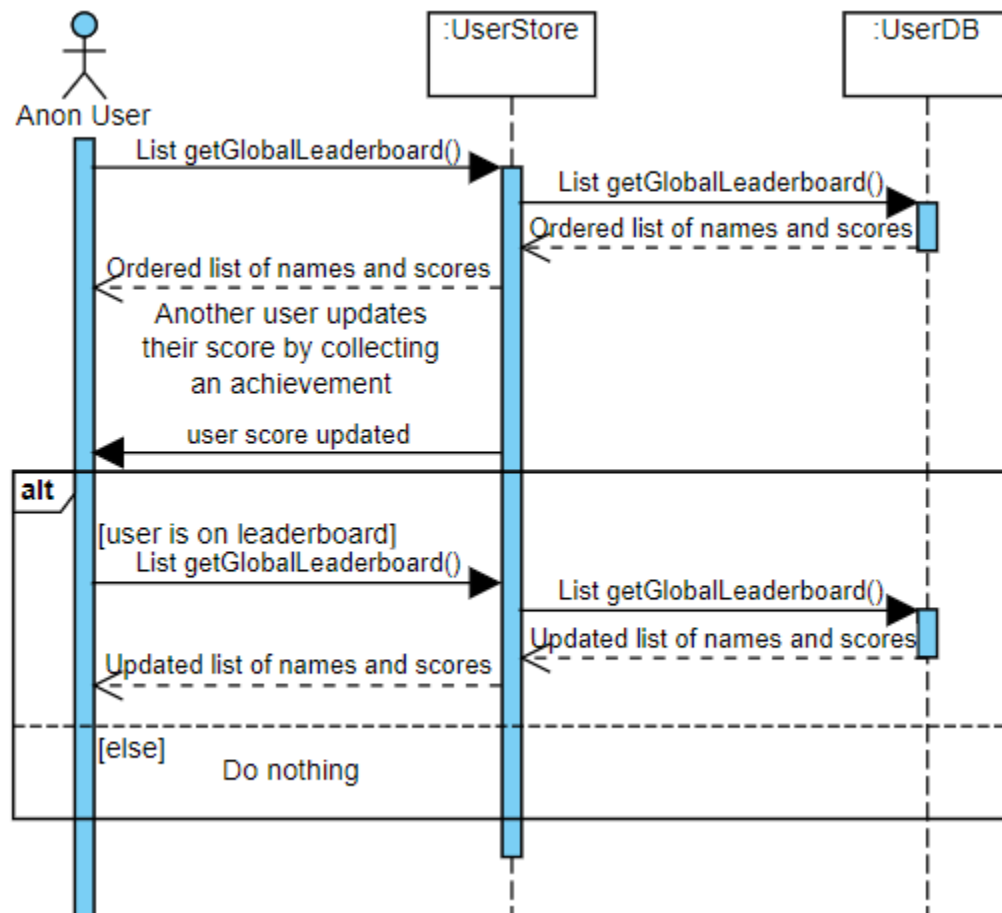 :UserStore
:UserDB
Anon User
List getGlobalLeaderboard()
List getGlobalLeaderboard()
Ordered list of names and scores
Ordered list of names and scores
Another user updates
their score by collecting
an achievement
user score updated
alt
[user is on leaderboard]
List getGlobalLeaderboard()
List getGlobalLeaderboard()
Updated list of names and scores
Updated list of names and scores
[else]
Do nothing